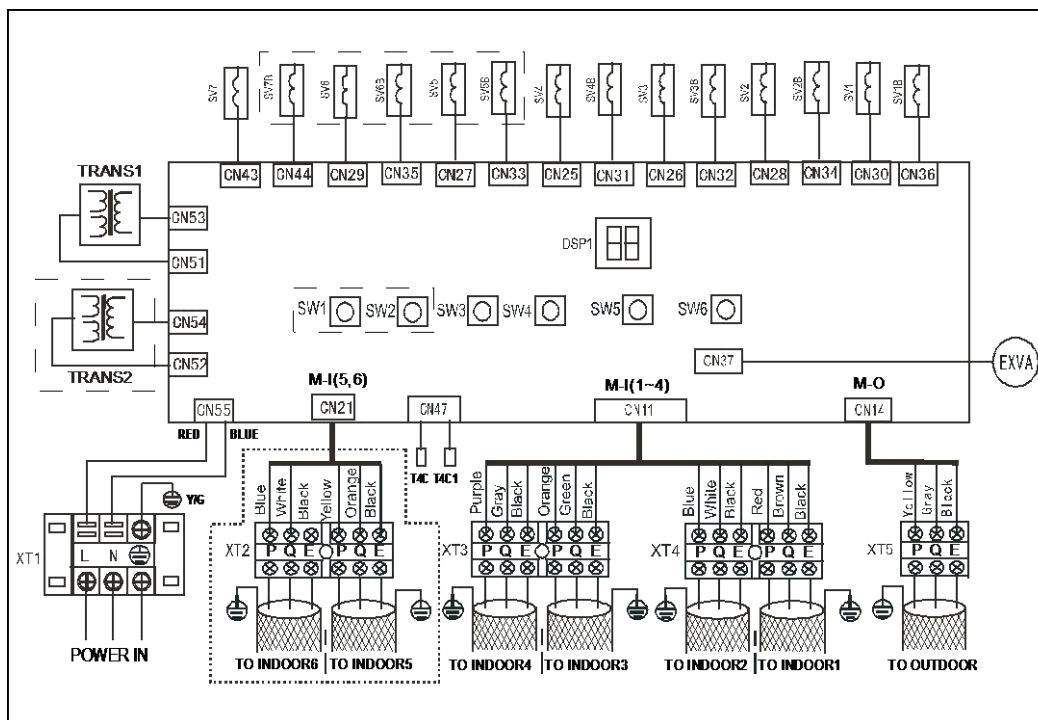 SV7 SV7B SV6 SV6B SV5 SV5B SV4 SV4B SV3 SV3B SV2 SV2B SV1 SV1B
CN43 CN44 CN29 CN35 CN27 CN33 CN25 CN31 CN26 CN32 CN28 CN34 CN30 CN36
TRANS1
CN53
CN51
DSP1
CN54
CN52
TRANS2
SW1 SW2 SW3 SW4 SW5 SW6
CN37
EXVA
M-I(5,6) M-I(1~4) M-O
CN55 CN21 CN47 CN11 CN14
RED BLUE
T4C T4C1
Y/G
Blue White Black Yellow Orange Black
Purple Gray Black Orange Green Black
Blue White Black Red Brown Black
Yellow Gray Black
XT1 L N
XT2 P Q E P Q E
XT3 P Q E P Q E
XT4 P Q E P Q E
XT5 P Q E
POWER IN
TO INDOOR6 TO INDOOR5 TO INDOOR4 TO INDOOR3 TO INDOOR2 TO INDOOR1 TO OUTDOOR